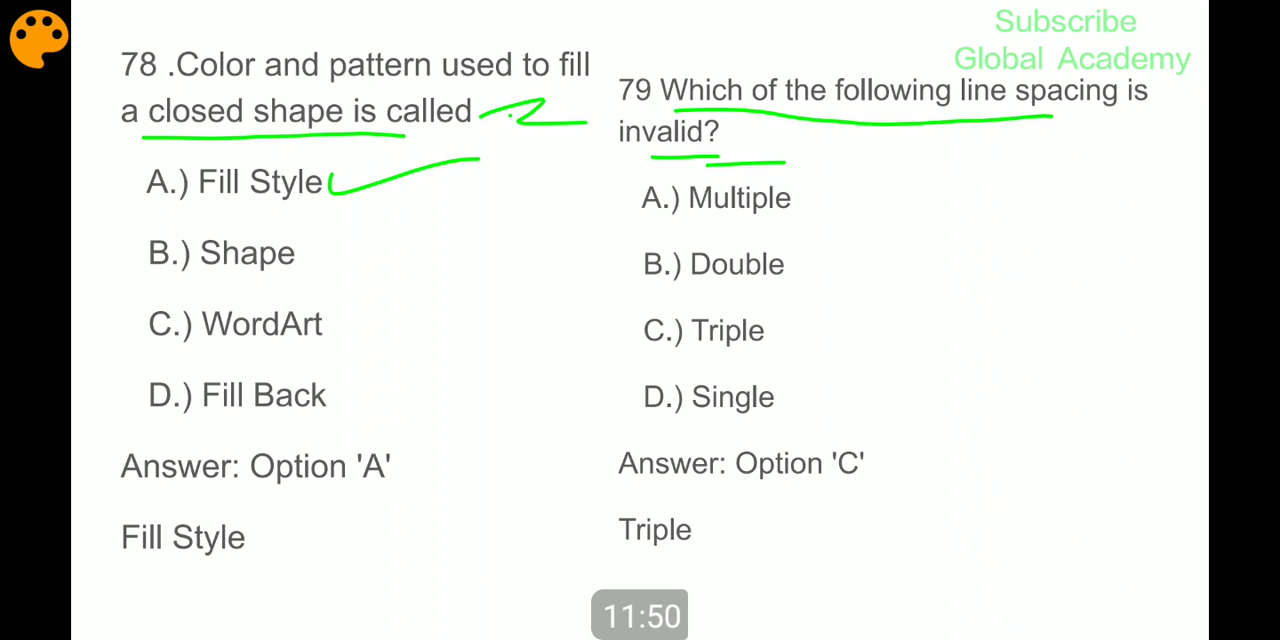 78 .Color and pattern used to fill
a closed shape is called
A.) Fill Style
B.) Shape
C.) WordArt
D.) Fill Back
Answer: Option 'A'
Fill Style
Subscribe
Global Academy
79 Which of the following line spacing is
invalid?
A.) Multiple
B.) Double
C.) Triple
D.) Single
Answer: Option 'C'
Triple
11:50